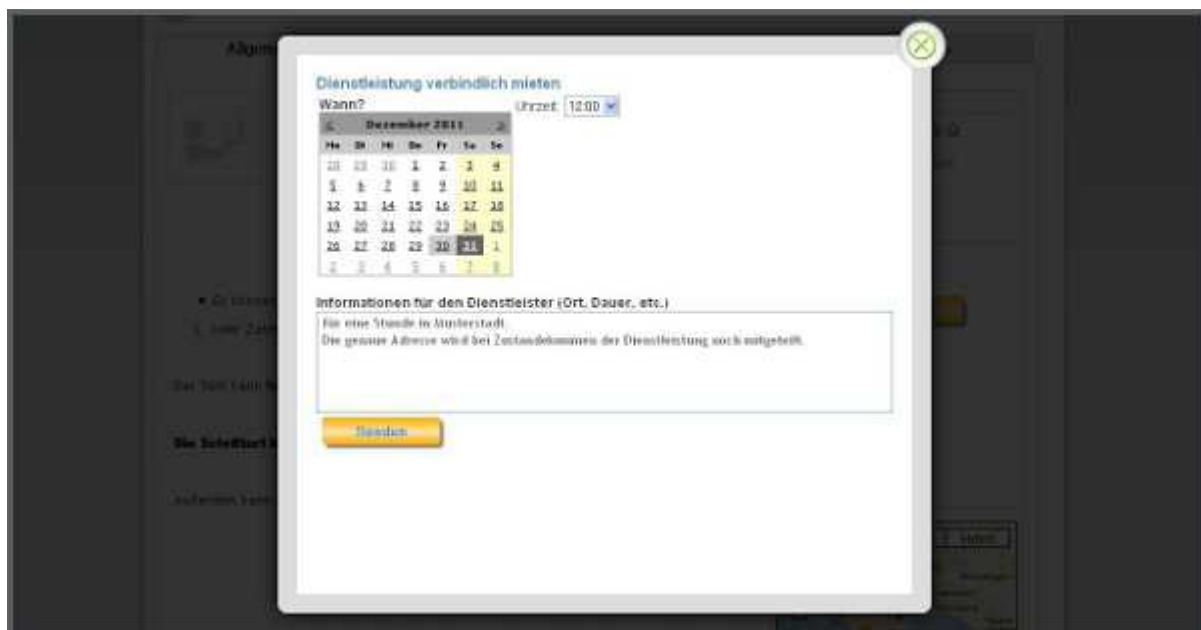 Dienstleistung verbindlich mieten
Wann?
Uhrzeit 12:00
Dezember 2011
Mo Di Mi Do Fr Sa So
28 29 30 1 2 3 4
5 6 7 8 9 10 11
12 13 14 15 16 17 18
19 20 21 22 23 24 25
26 27 28 29 30 31 1
2 3 4 5 6 7 8
Informationen für den Dienstleister (Ort, Dauer, etc.)
Für eine Stunde in Musterstadt.
Die genaue Adresse wird bei Zustandekommen der Dienstleistung noch mitgeteilt.
Senden